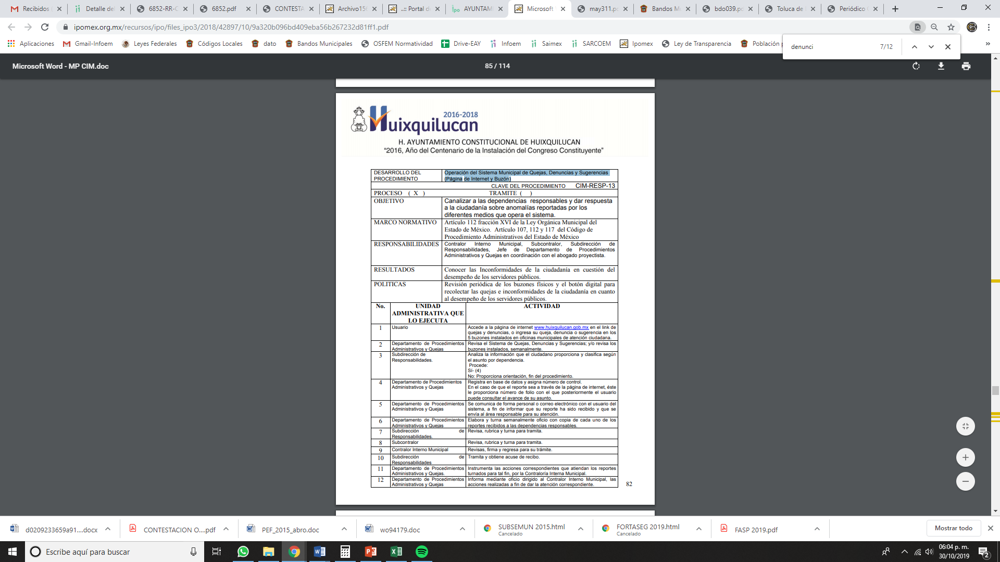 Recibidos (
Detalle del
6852-RR-C
6852.pdf
CONTESTA
Archivo15
..:: Portal d
AYUNTAM
Microsoft
may311.pd
Bandos M
bdo039.pd
Toluca de
Periódico
ipomex.org.mx/recursos/ipo/files_ipo3/2018/42897/10/9a320b096bd409eba56b267232d81ff1.pdf
Aplicaciones
Gmail-Infoem
Leyes Federales
Códigos Locales
dato
Bandos Municipales
OSFEM Normatividad
Drive-EAY
Infoem
Saimex
SARCOEM
Ipomex
Ley de Transparencia
Población
denunci 7/12
Microsoft Word - MP CIM.doc
85 / 114
2016-2018
Huixquilucan
H. AYUNTAMIENTO CONSTITUCIONAL DE HUIXQUILUCAN
“2016, Año del Centenario de la Instalación del Congreso Constituyente”
DESARROLLO DEL PROCEDIMIENTO
Operación del Sistema Municipal de Quejas, Denuncias y Sugerencias
(Página de Internet y Buzón)
CLAVE DEL PROCEDIMIENTO CIM-RESP-13
PROCESO ( X ) TRAMITE ( )
OBJETIVO
Canalizar a las dependencias responsables y dar respuesta
a la ciudadanía sobre anomalías reportadas por los
diferentes medios que opera el sistema.
MARCO NORMATIVO
Artículo 112 fracción XVI de la Ley Orgánica Municipal del
Estado de México. Artículo 107, 112 y 117 del Código de
Procedimiento Administrativos del Estado de México
RESPONSABILIDADES
Contralor Interno Municipal, Subcontralor, Subdirección de
Responsabilidades, Jefe de Departamento de Procedimientos
Administrativos y Quejas en coordinación con el abogado proyectista.
RESULTADOS
Conocer las Inconformidades de la ciudadanía en cuestión del
desempeño de los servidores públicos.
POLITICAS
Revisión periódica de los buzones físicos y el botón digital para
recolectar las quejas e inconformidades de la ciudadanía en cuanto
al desempeño de los servidores públicos.
No.
UNIDAD
ADMINISTRATIVA QUE
LO EJECUTA
ACTIVIDAD
1
Usuario
Accede a la página de internet www.huixquilucan.gob.mx en el link de
quejas y denuncias, o ingresa su queja, denuncia o sugerencia en los
5 buzones instalados en oficinas municipales de atención ciudadana.
2
Departamento de Procedimientos
Administrativos y Quejas
Revisa el Sistema de Quejas, Denuncias y Sugerencias; y/o revisa los
buzones instalados, semanalmente.
3
Subdirección de
Responsabilidades.
Analiza la información que el ciudadano proporciona y clasifica según
el asunto por dependencia.
Procede:
Sí- (4)
No: Proporciona orientación, fin del procedimiento.
4
Departamento de Procedimientos
Administrativos y Quejas
Registra en base de datos y asigna número de control.
En el caso de que el reporte sea a través de la página de internet, éste
le proporciona número de folio con el que posteriormente el usuario
puede consultar el avance de su asunto.
5
Departamento de Procedimientos
Administrativos y Quejas
Se comunica de forma personal o correo electrónico con el usuario del
sistema, a fin de informar que su reporte ha sido recibido y que se
envía al área responsable para su atención.
6
Departamento de Procedimientos
Administrativos y Quejas
Elabora y turna semanalmente oficio con copia de cada uno de los
reportes recibidos a las dependencias responsables.
7
Subdirección de
Responsabilidades.
Revisa, rubrica y turna para tramita.
8
Subcontralor
Revisa, rubrica y turna para tramita.
9
Contralor Interno Municipal
Revisas, firma y regresa para su trámite.
10
Subdirección de
Responsabilidades
Tramita y obtiene acuse de recibo.
11
Departamento de Procedimientos
Administrativos y Quejas.
Instrumenta las acciones correspondientes que atiendan los reportes
turnados para tal fin, por la Contraloría Interna Municipal.
12
Departamento de Procedimientos
Administrativos y Quejas
Informa mediante oficio dirigido al Contralor Interno Municipal, las
acciones realizadas a fin de dar la atención correspondiente.
82
d0209233659a91....docx
CONTESTACION O....pdf
PEF_2015_abro.doc
wo94179.doc
SUBSEMUN 2015.html
Cancelado
FORTASEG 2019.html
Cancelado
FASP 2019.pdf
Mostrar todo
Escribe aquí para buscar
06:04 p. m.
30/10/2019
2